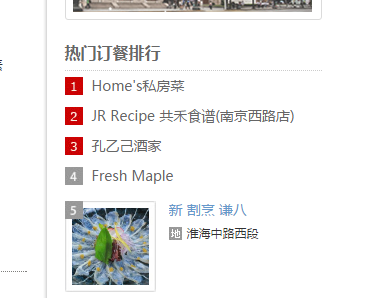 热门订餐排行
1 Home's私房菜
2 JR Recipe 共禾食谱(南京西路店)
3 孔乙己酒家
4 Fresh Maple
5 新 割烹 谦八
地 淮海中路西段